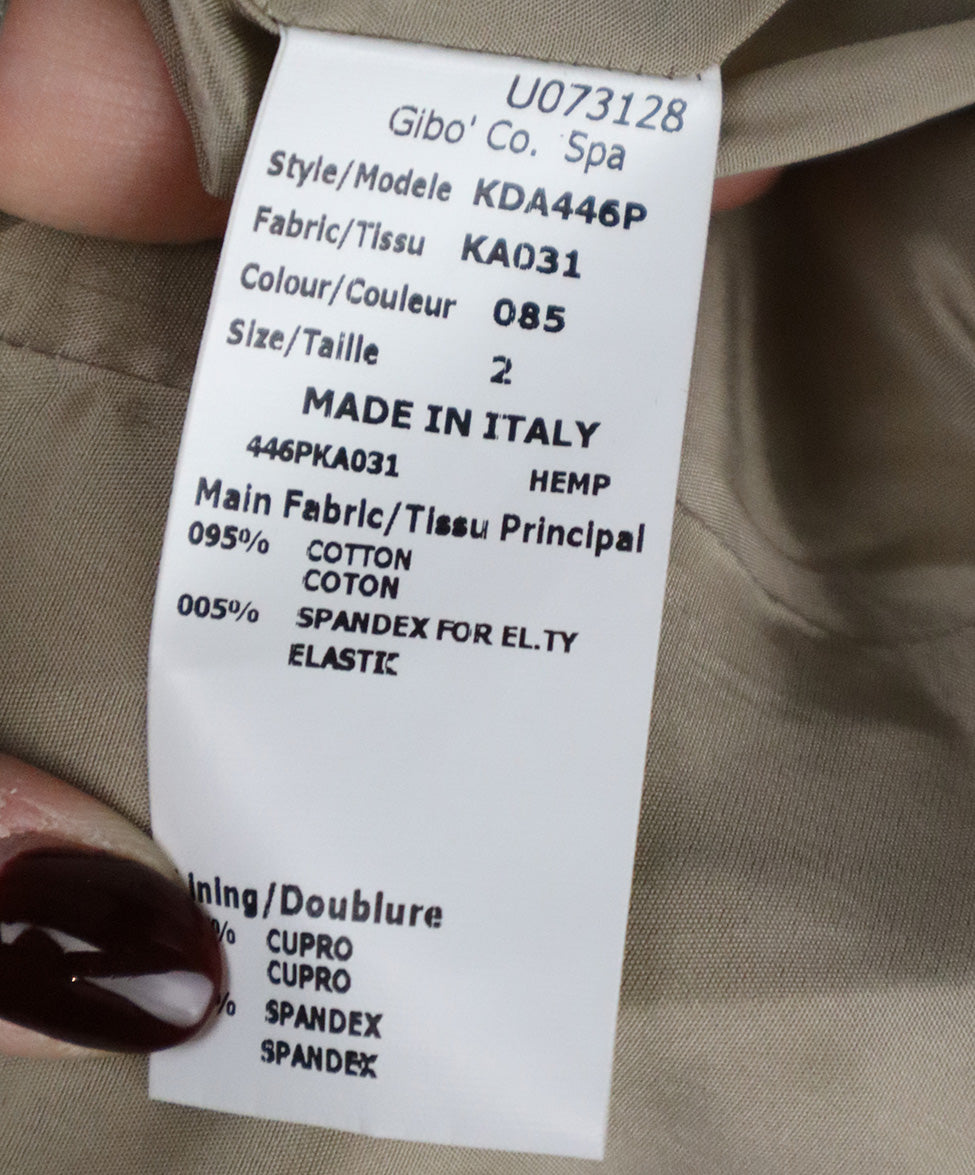 U073128
Gibo' Co. Spa
Style/Modele KDA446P
Fabric/Tissu KA031
Colour/Couleur 085
Size/Taille 2
MADE IN ITALY
446PKA031 HEMP
Main Fabric/Tissu Principal
095% COTTON
COTON
005% SPANDEX FOR EL.TY
ELASTIC
ining/Doublure
% CUPRO
CUPRO
% SPANDEX
SPANDEX